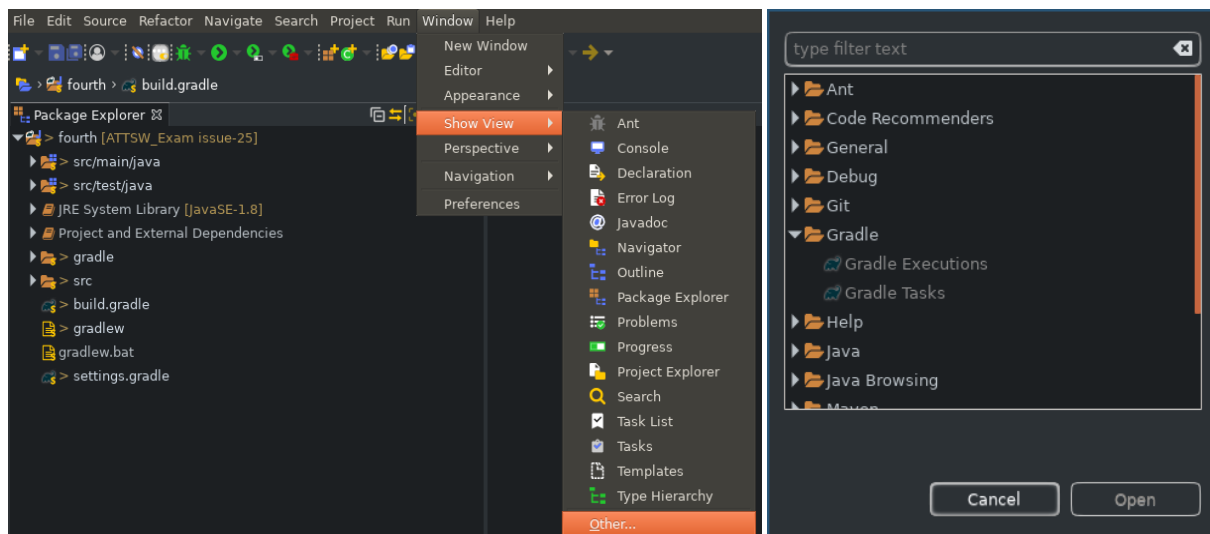 File Edit Source Refactor Navigate Search Project Run Window Help
fourth build.gradle
Package Explorer
> fourth [ATTSW_Exam issue-25]
> src/main/java
> src/test/java
JRE System Library [JavaSE-1.8]
Project and External Dependencies
> gradle
> src
> build.gradle
> gradlew
gradlew.bat
> settings.gradle
New Window
Editor
Appearance
Show View
Perspective
Navigation
Preferences
Ant
Console
Declaration
Error Log
Javadoc
Navigator
Outline
Package Explorer
Problems
Progress
Project Explorer
Search
Task List
Tasks
Templates
Type Hierarchy
Other...
type filter text
Ant
Code Recommenders
General
Debug
Git
Gradle
Gradle Executions
Gradle Tasks
Help
Java
Java Browsing
Maven
Cancel Open